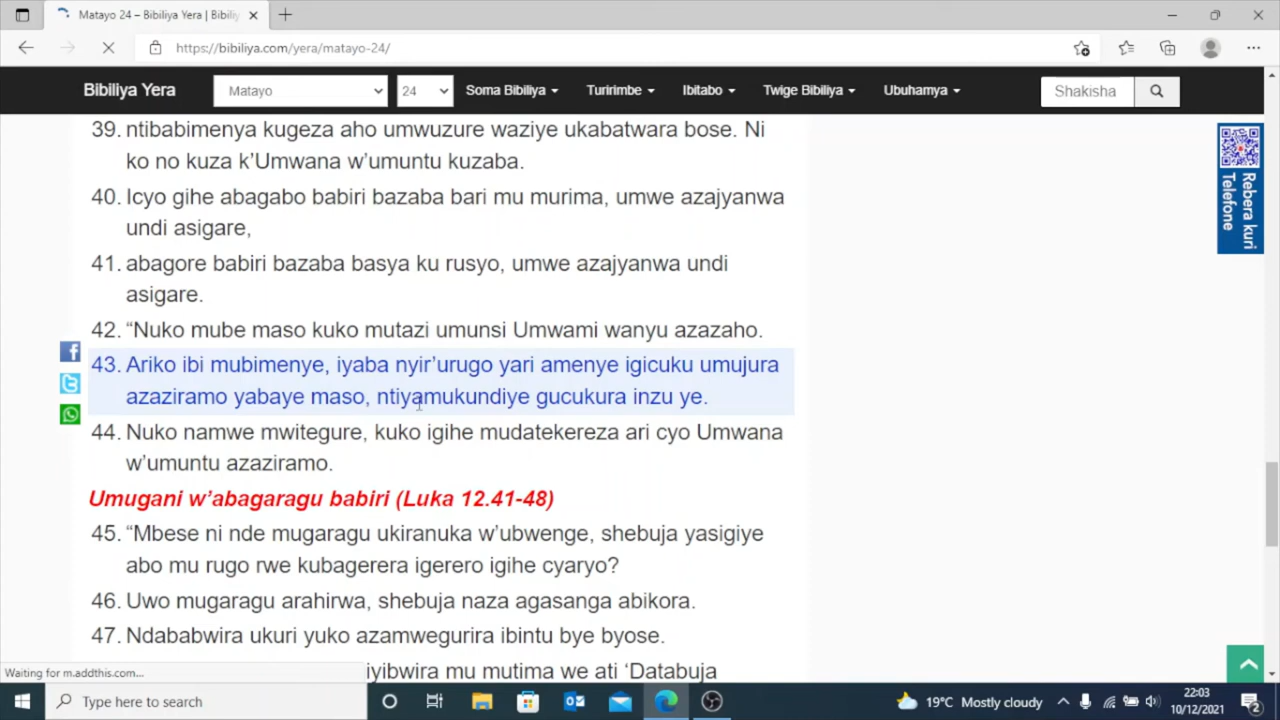 Matayo 24 – Bibiliya Yera | Bibiliy
https://bibiliya.com/yera/matayo-24/
Bibiliya Yera
Matayo
24
Soma Bibiliya
Turirimbe
Ibitabo
Twige Bibiliya
Ubuhamya
Shakisha
39. ntibabimenya kugeza aho umwuzure waziye ukabatwara bose. Ni
ko no kuza k’Umwana w’umuntu kuzaba.
40. Icyo gihe abagabo babiri bazaba bari mu murima, umwe azajyanwa
undi asigare,
41. abagore babiri bazaba basya ku rusyo, umwe azajyanwa undi
asigare.
42. “Nuko mube maso kuko mutazi umunsi Umwami wanyu azazaho.
43. Ariko ibi mubimenye, iyaba nyir’urugo yari amenye igicuku umujura
azaziramo yabaye maso, ntiyamukundiye gucukura inzu ye.
44. Nuko namwe mwitegure, kuko igihe mudatekereza ari cyo Umwana
w’umuntu azaziramo.
Umugani w’abagaragu babiri (Luka 12.41-48)
45. “Mbese ni nde mugaragu ukiranuka w’ubwenge, shebuja yasigiye
abo mu rugo rwe kubagerera igerero igihe cyaryo?
46. Uwo mugaragu arahirwa, shebuja naza agasanga abikora.
47. Ndababwira ukuri yuko azamwegurira ibintu bye byose.
iyibwira mu mutima we ati ‘Databuja
Rebera kuri
Telefone
Waiting for m.addthis.com...
Type here to search
19°C Mostly cloudy
22:03
10/12/2021
2